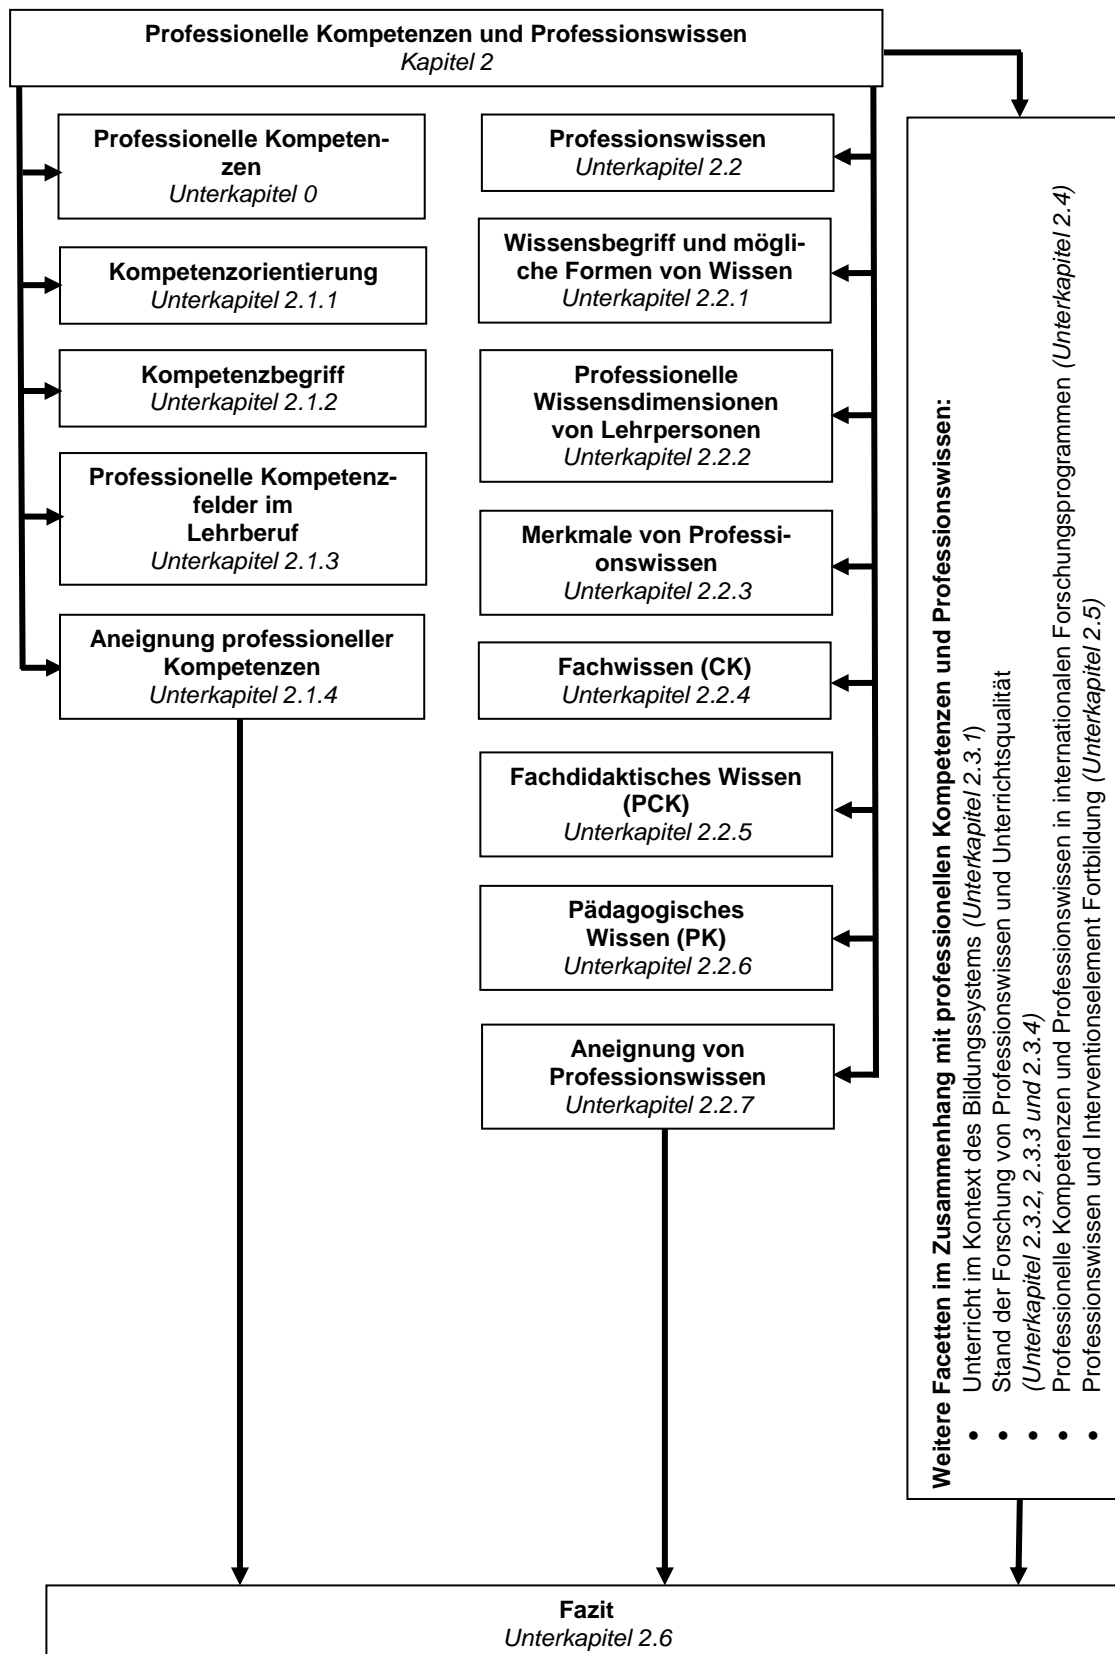 Professionelle Kompetenzen und Professionswissen
Kapitel 2
Professionelle Kompeten-
zen
Unterkapitel 0
Kompetenzorientierung
Unterkapitel 2.1.1
Kompetenzbegriff
Unterkapitel 2.1.2
Professionelle Kompetenz-
felder im
Lehrberuf
Unterkapitel 2.1.3
Aneignung professioneller
Kompetenzen
Unterkapitel 2.1.4
Professionswissen
Unterkapitel 2.2
Wissensbegriff und mögli-
che Formen von Wissen
Unterkapitel 2.2.1
Professionelle
Wissensdimensionen
von Lehrpersonen
Unterkapitel 2.2.2
Merkmale von Professi-
onswissen
Unterkapitel 2.2.3
Fachwissen (CK)
Unterkapitel 2.2.4
Fachdidaktisches Wissen
(PCK)
Unterkapitel 2.2.5
Pädagogisches
Wissen (PK)
Unterkapitel 2.2.6
Aneignung von
Professionswissen
Unterkapitel 2.2.7
Weitere Facetten im Zusammenhang mit professionellen Kompetenzen und Professionswissen:
• Unterricht im Kontext des Bildungssystems (Unterkapitel 2.3.1)
• Stand der Forschung von Professionswissen und Unterrichtsqualität
• (Unterkapitel 2.3.2, 2.3.3 und 2.3.4)
• Professionelle Kompetenzen und Professionswissen in internationalen Forschungsprogrammen (Unterkapitel 2.4)
• Professionswissen und Interventionselement Fortbildung (Unterkapitel 2.5)
Fazit
Unterkapitel 2.6